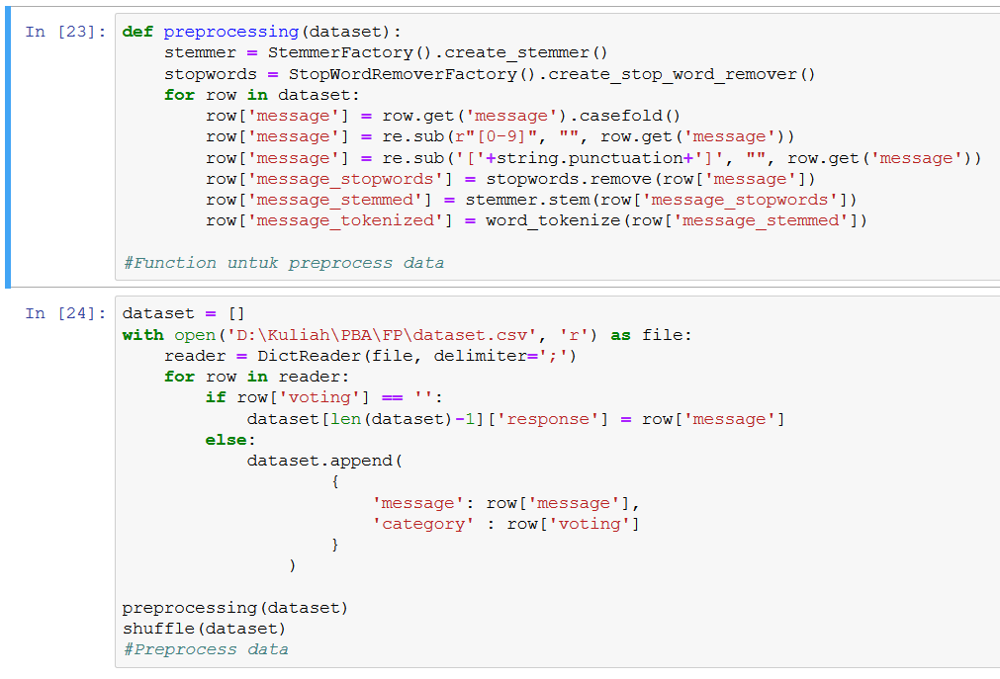 In [23]: def preprocessing(dataset):
    stemmer = StemmerFactory().create_stemmer()
    stopwords = StopWordRemoverFactory().create_stop_word_remover()
    for row in dataset:
        row['message'] = row.get('message').casefold()
        row['message'] = re.sub(r"[0-9]", "", row.get('message'))
        row['message'] = re.sub('['+string.punctuation+']', "", row.get('message'))
        row['message_stopwords'] = stopwords.remove(row['message'])
        row['message_stemmed'] = stemmer.stem(row['message_stopwords'])
        row['message_tokenized'] = word_tokenize(row['message_stemmed'])
#Function untuk preprocess data
In [24]: dataset = []
with open('D:\Kuliah\PBA\FP\dataset.csv', 'r') as file:
    reader = DictReader(file, delimiter=';')
    for row in reader:
        if row['voting'] == '':
            dataset[len(dataset)-1]['response'] = row['message']
        else:
            dataset.append(
                    {
                        'message': row['message'],
                        'category' : row['voting']
                    }
                )
preprocessing(dataset)
shuffle(dataset)
#Preprocess data